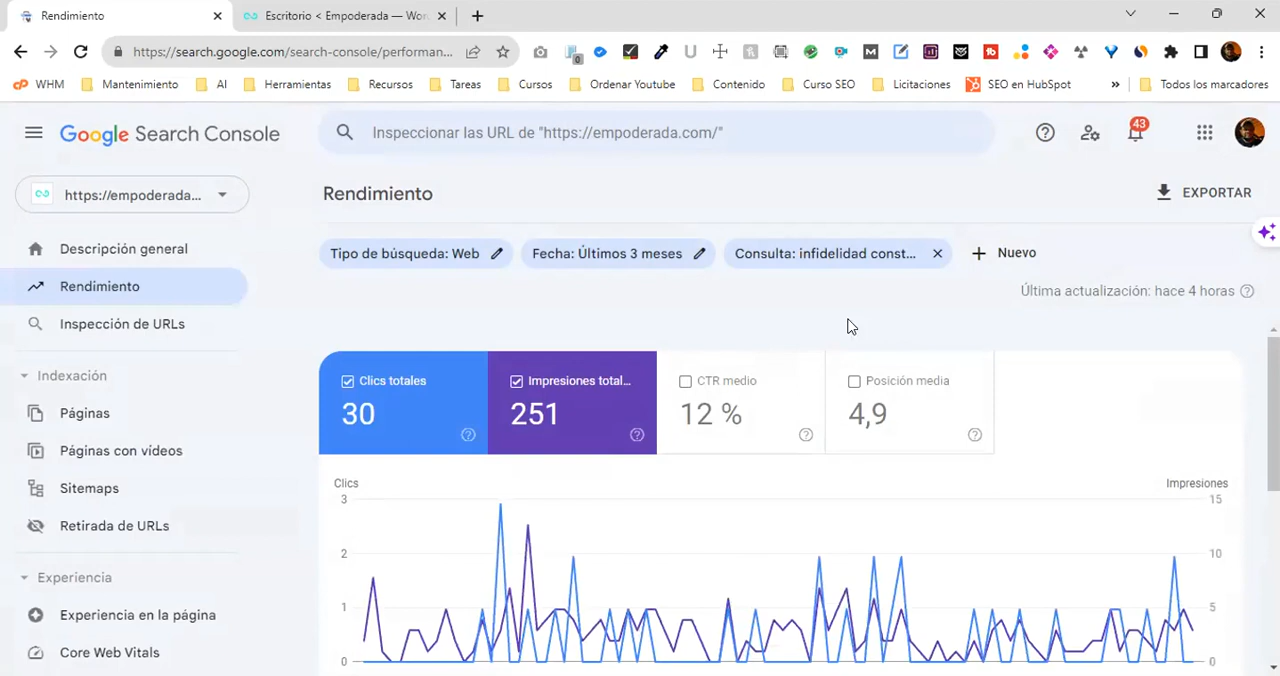 Rendimiento
Escritorio < Empoderada — Wor
https://search.google.com/search-console/performan...
0
WHM
Mantenimiento
AI
Herramientas
Recursos
Tareas
Cursos
Ordenar Youtube
Contenido
Curso SEO
Licitaciones
SEO en HubSpot
»
Todos los marcadores
Google Search Console
Inspeccionar las URL de "https://empoderada.com/"
43
https://empoderada...
Rendimiento
EXPORTAR
Descripción general
Tipo de búsqueda: Web
Fecha: Últimos 3 meses
Consulta: infidelidad const...
Nuevo
Rendimiento
Última actualización: hace 4 horas
Inspección de URLs
Indexación
Clics totales
30
Impresiones total...
251
CTR medio
12 %
Posición media
4,9
Páginas
Páginas con vídeos
Sitemaps
Retirada de URLs
Experiencia
Experiencia en la página
Core Web Vitals
Clics
Impresiones
3
15
2
10
1
5
0
0